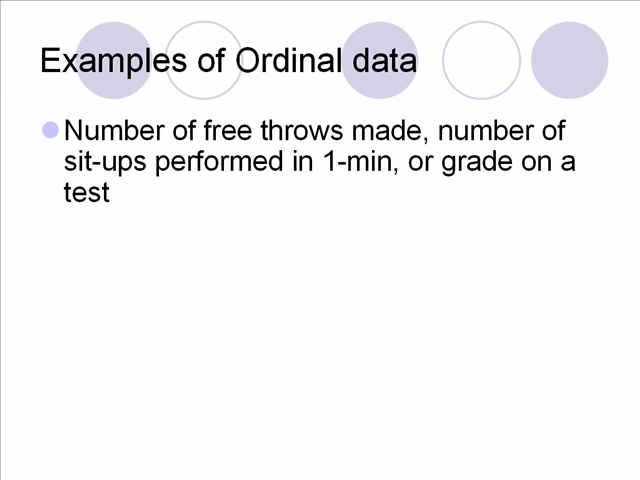 Examples of Ordinal data
Number of free throws made, number of
sit-ups performed in 1-min, or grade on a
test